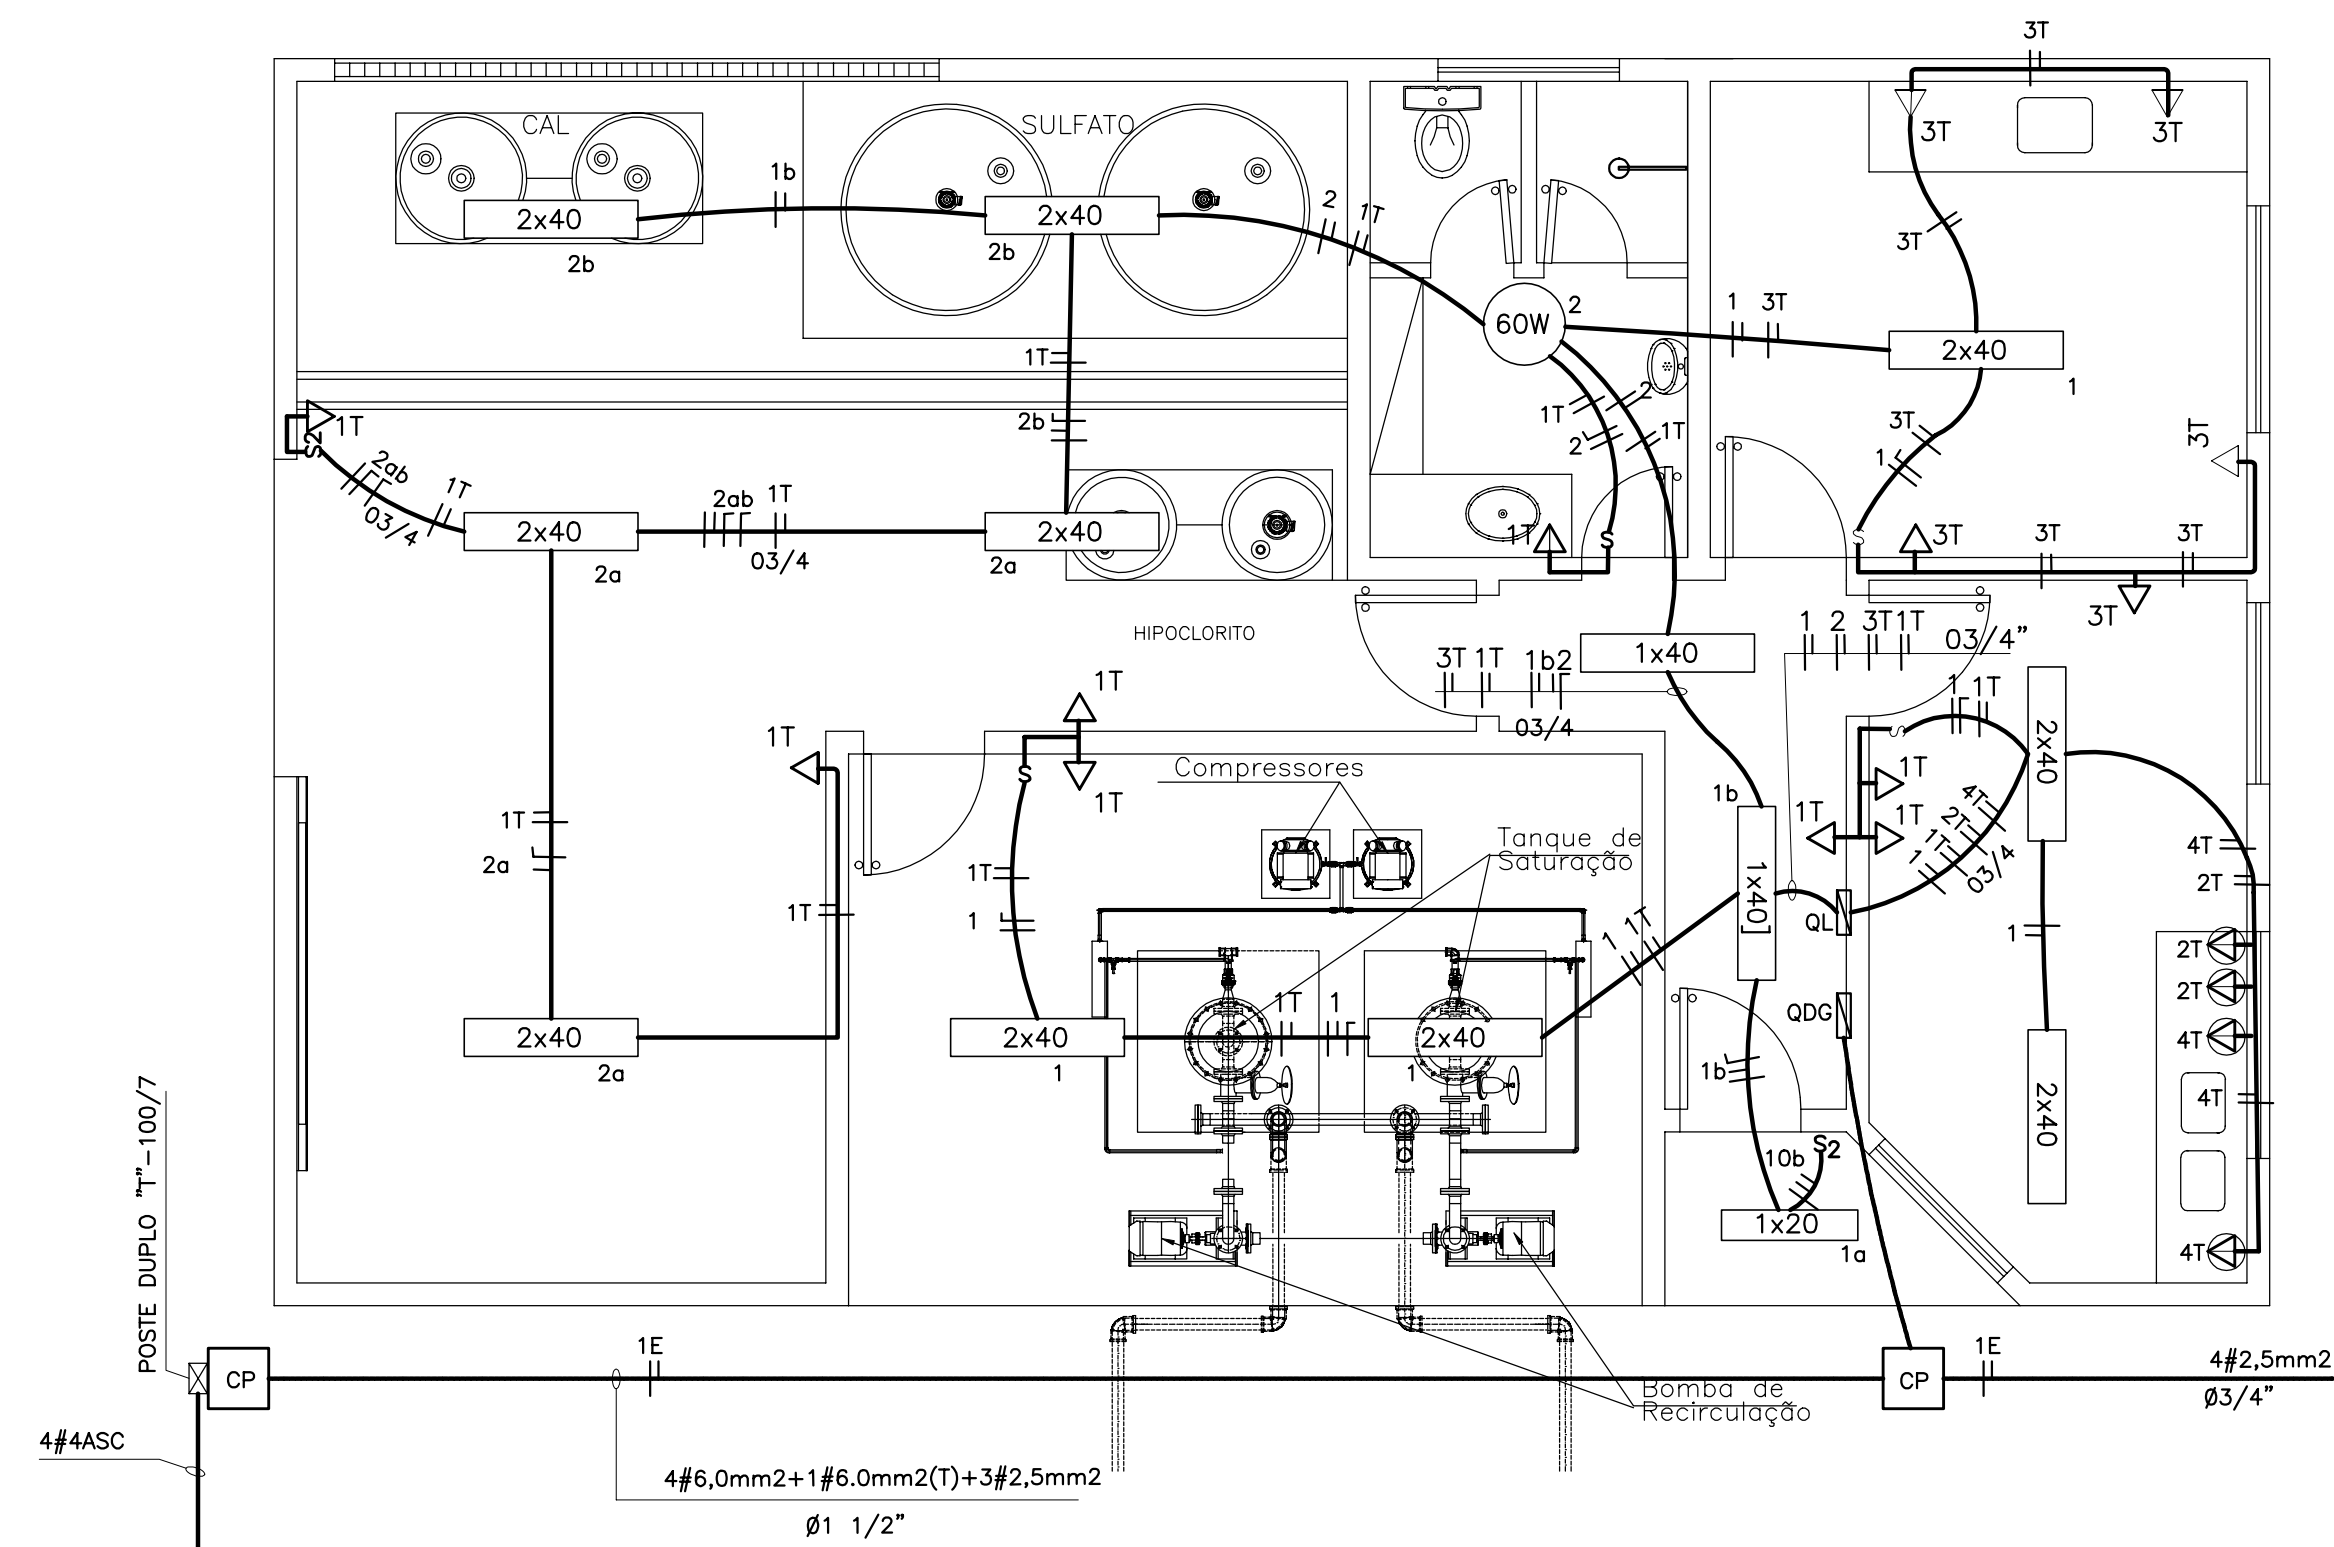 3T
CAL
SULFATO
3T
3T
1b
2x40
2x40
2
1T
3T
2b
2b
60W
2
1
3T
2x40
1
1T
2b
2
1T
1T
2
3T
1
3T
S2
1T
2ab
1T
03/4
2ab
1T
03/4
2x40
2x40
2a
2a
1T
S
S
3T
3T
3T
3T
HIPOCLORITO
1x40
1
2
3T
1T
03/4"
3T
1T
1b2
03/4
1T
1T
S
1T
1T
Compressores
1b
S
1
1T
2x40
1T
1T
1T
Tanque de
Saturação
1T
2a
1T
1T
1
1x40]
QL
4T
2T
1T
1
03/4
4T
2T
1
1T
1
2T
2T
4T
4T
4T
QDG
1T
1
2x40
2x40
2x40
2x40
2a
1
1
1b
10b
S2
1x20
1a
POSTE DUPLO "T"-100/7
CP
1E
CP
1E
4#2,5mm2
Ø3/4"
Bomba de
Recirculação
4#4ASC
4#6,0mm2+1#6.0mm2(T)+3#2,5mm2
Ø1 1/2"